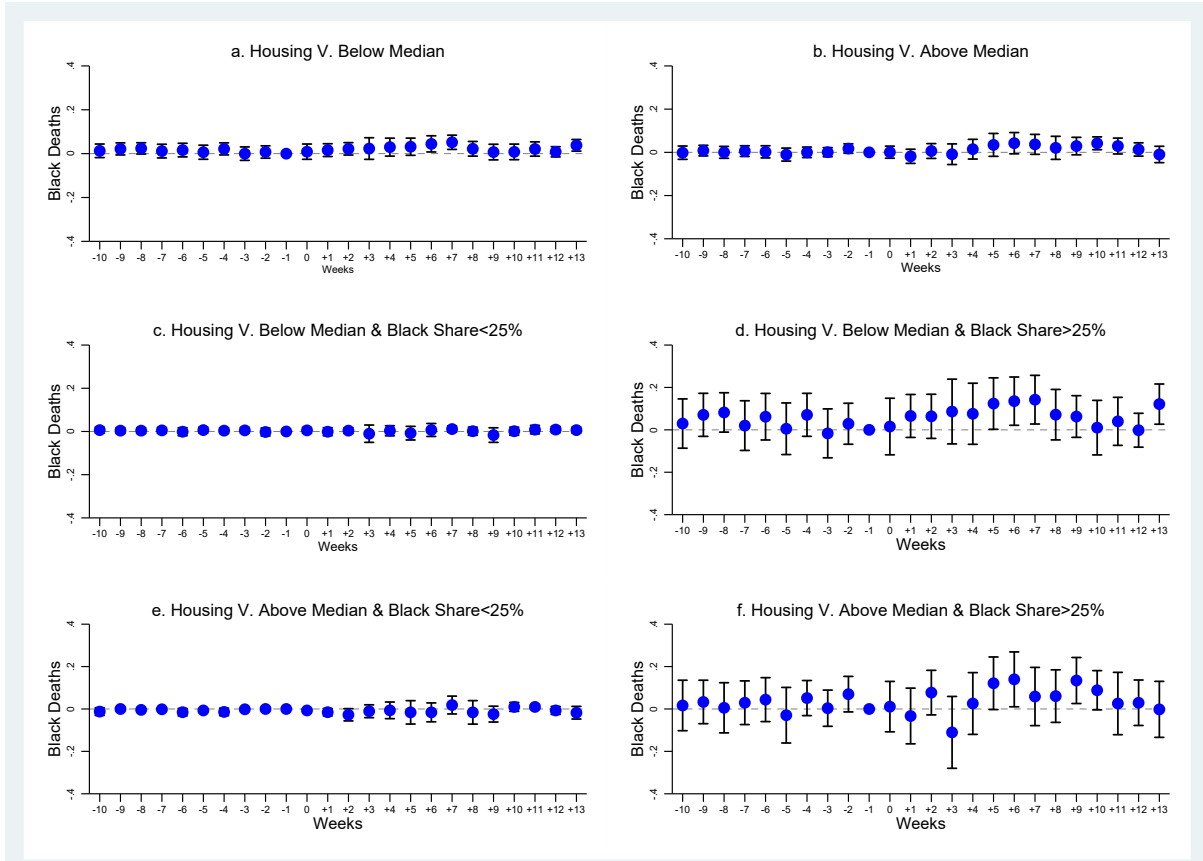 a. Housing V. Below Median
Black Deaths
.4
.2
0
-.2
-.4
-10 -9 -8 -7 -6 -5 -4 -3 -2 -1 0 +1 +2 +3 +4 +5 +6 +7 +8 +9 +10 +11 +12 +13
Weeks
b. Housing V. Above Median
Black Deaths
.4
.2
0
-.2
-.4
-10 -9 -8 -7 -6 -5 -4 -3 -2 -1 0 +1 +2 +3 +4 +5 +6 +7 +8 +9 +10 +11 +12 +13
Weeks
c. Housing V. Below Median & Black Share<25%
Black Deaths
.4
.2
0
-.2
-.4
-10 -9 -8 -7 -6 -5 -4 -3 -2 -1 0 +1 +2 +3 +4 +5 +6 +7 +8 +9 +10 +11 +12 +13
Weeks
d. Housing V. Below Median & Black Share>25%
Black Deaths
.4
.2
0
-.2
-.4
-10 -9 -8 -7 -6 -5 -4 -3 -2 -1 0 +1 +2 +3 +4 +5 +6 +7 +8 +9 +10 +11 +12 +13
Weeks
e. Housing V. Above Median & Black Share<25%
Black Deaths
.4
.2
0
-.2
-.4
-10 -9 -8 -7 -6 -5 -4 -3 -2 -1 0 +1 +2 +3 +4 +5 +6 +7 +8 +9 +10 +11 +12 +13
Weeks
f. Housing V. Above Median & Black Share>25%
Black Deaths
.4
.2
0
-.2
-.4
-10 -9 -8 -7 -6 -5 -4 -3 -2 -1 0 +1 +2 +3 +4 +5 +6 +7 +8 +9 +10 +11 +12 +13
Weeks